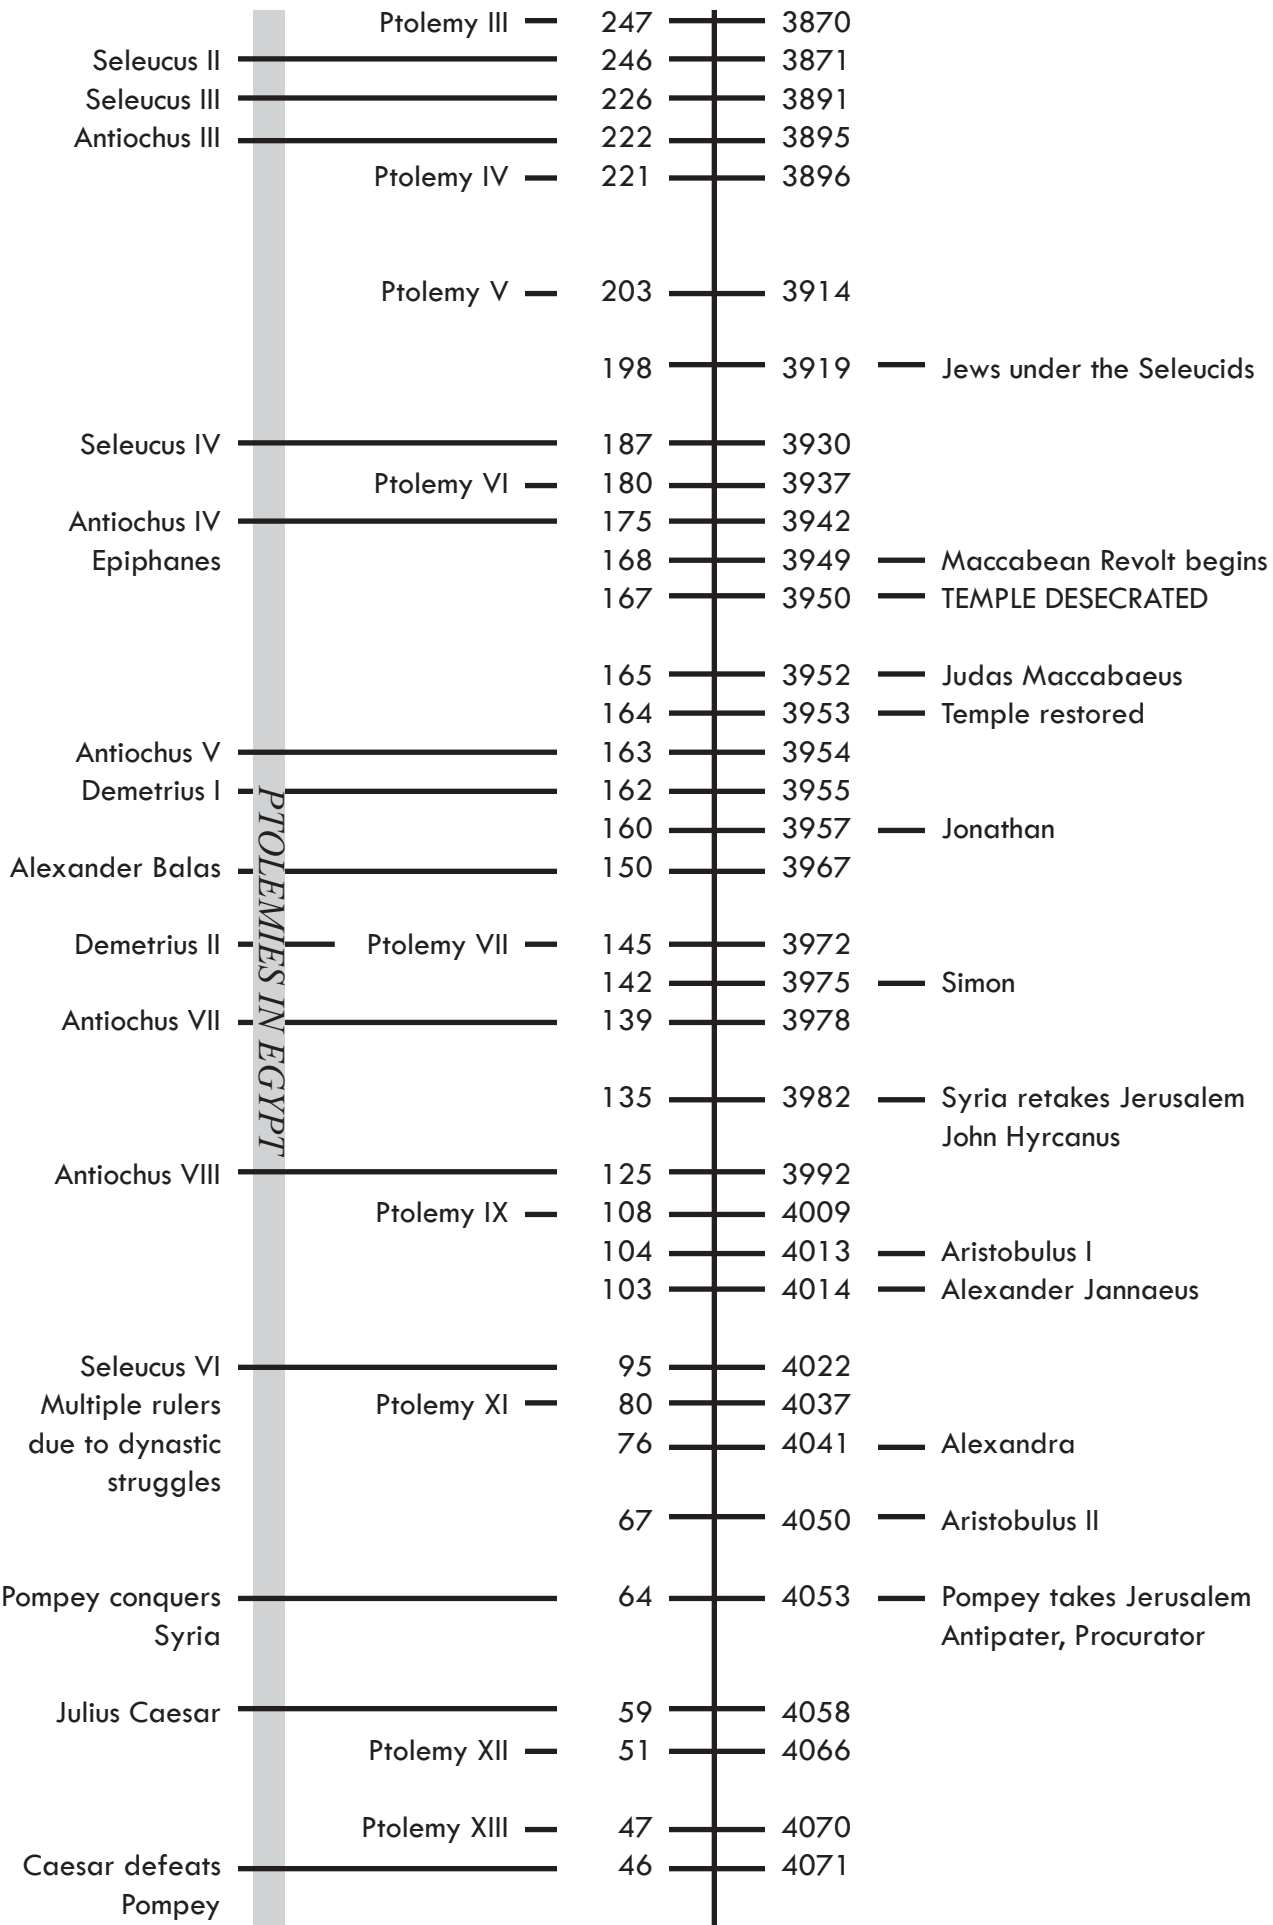 Ptolemy III 247 3870
Seleucus II 246 3871
Seleucus III 226 3891
Antiochus III 222 3895
Ptolemy IV 221 3896
Ptolemy V 203 3914
198 3919 Jews under the Seleucids
Seleucus IV 187 3930
Ptolemy VI 180 3937
Antiochus IV 175 3942
Epiphanes 168 3949 Maccabean Revolt begins
167 3950 TEMPLE DESECRATED
165 3952 Judas Maccabaeus
164 3953 Temple restored
Antiochus V 163 3954
Demetrius I 162 3955
160 3957 Jonathan
Alexander Balas 150 3967
Demetrius II Ptolemy VII 145 3972
142 3975 Simon
Antiochus VII 139 3978
PTOLEMIES IN EGYPT
135 3982 Syria retakes Jerusalem
John Hyrcanus
Antiochus VIII 125 3992
Ptolemy IX 108 4009
104 4013 Aristobulus I
103 4014 Alexander Jannaeus
Seleucus VI 95 4022
Multiple rulers Ptolemy XI 80 4037
due to dynastic 76 4041 Alexandra
struggles
67 4050 Aristobulus II
Pompey conquers 64 4053 Pompey takes Jerusalem
Syria Antipater, Procurator
Julius Caesar 59 4058
Ptolemy XII 51 4066
Ptolemy XIII 47 4070
Caesar defeats 46 4071
Pompey